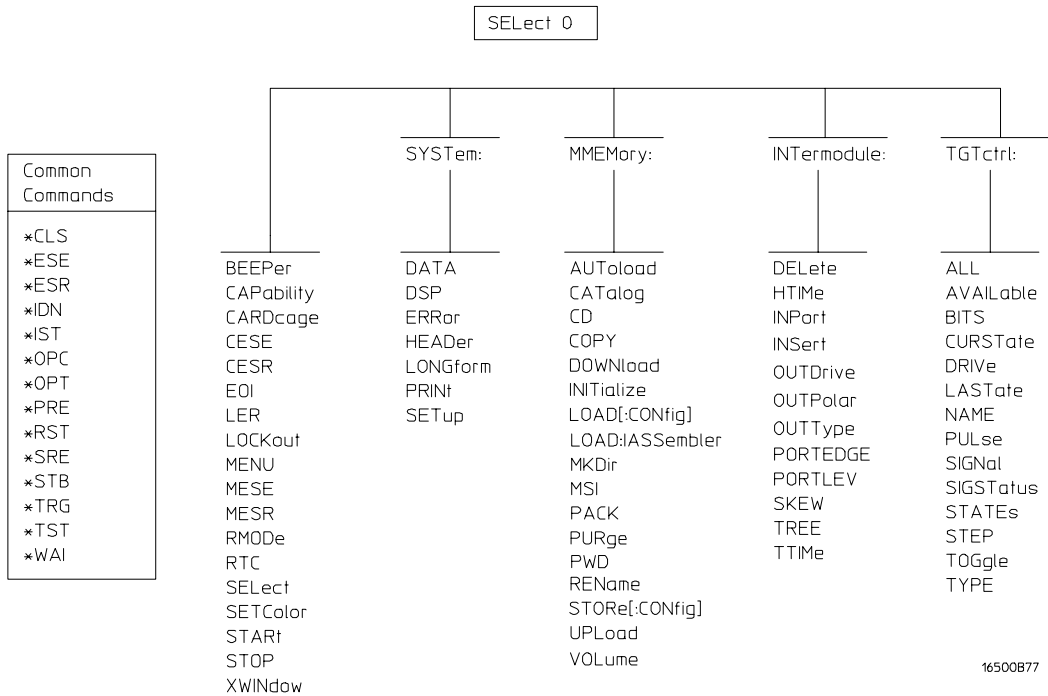 SELect 0
Common
Commands
*CLS
*ESE
*ESR
*IDN
*IST
*OPC
*OPT
*PRE
*RST
*SRE
*STB
*TRG
*TST
*WAI
BEEPer
CAPability
CARDcage
CESE
CESR
EOI
LER
LOCKout
MENU
MESE
MESR
RMODe
RTC
SELect
SETColor
STARt
STOP
XWINdow
SYSTem:
DATA
DSP
ERRor
HEADer
LONGform
PRINt
SETup
MMEMory:
AUToload
CATalog
CD
COPY
DOWNload
INITialize
LOAD[:CONfig]
LOAD:IASSembler
MKDir
MSI
PACK
PURge
PWD
REName
STORe[:CONfig]
UPLoad
VOLume
INTermodule:
DELete
HTIMe
INPort
INSert
OUTDrive
OUTPolar
OUTType
PORTEDGE
PORTLEV
SKEW
TREE
TTIMe
TGTctrl:
ALL
AVAILable
BITS
CURSTate
DRIVe
LASTate
NAME
PULse
SIGNal
SIGSTatus
STATEs
STEP
TOGgle
TYPE
16500B77